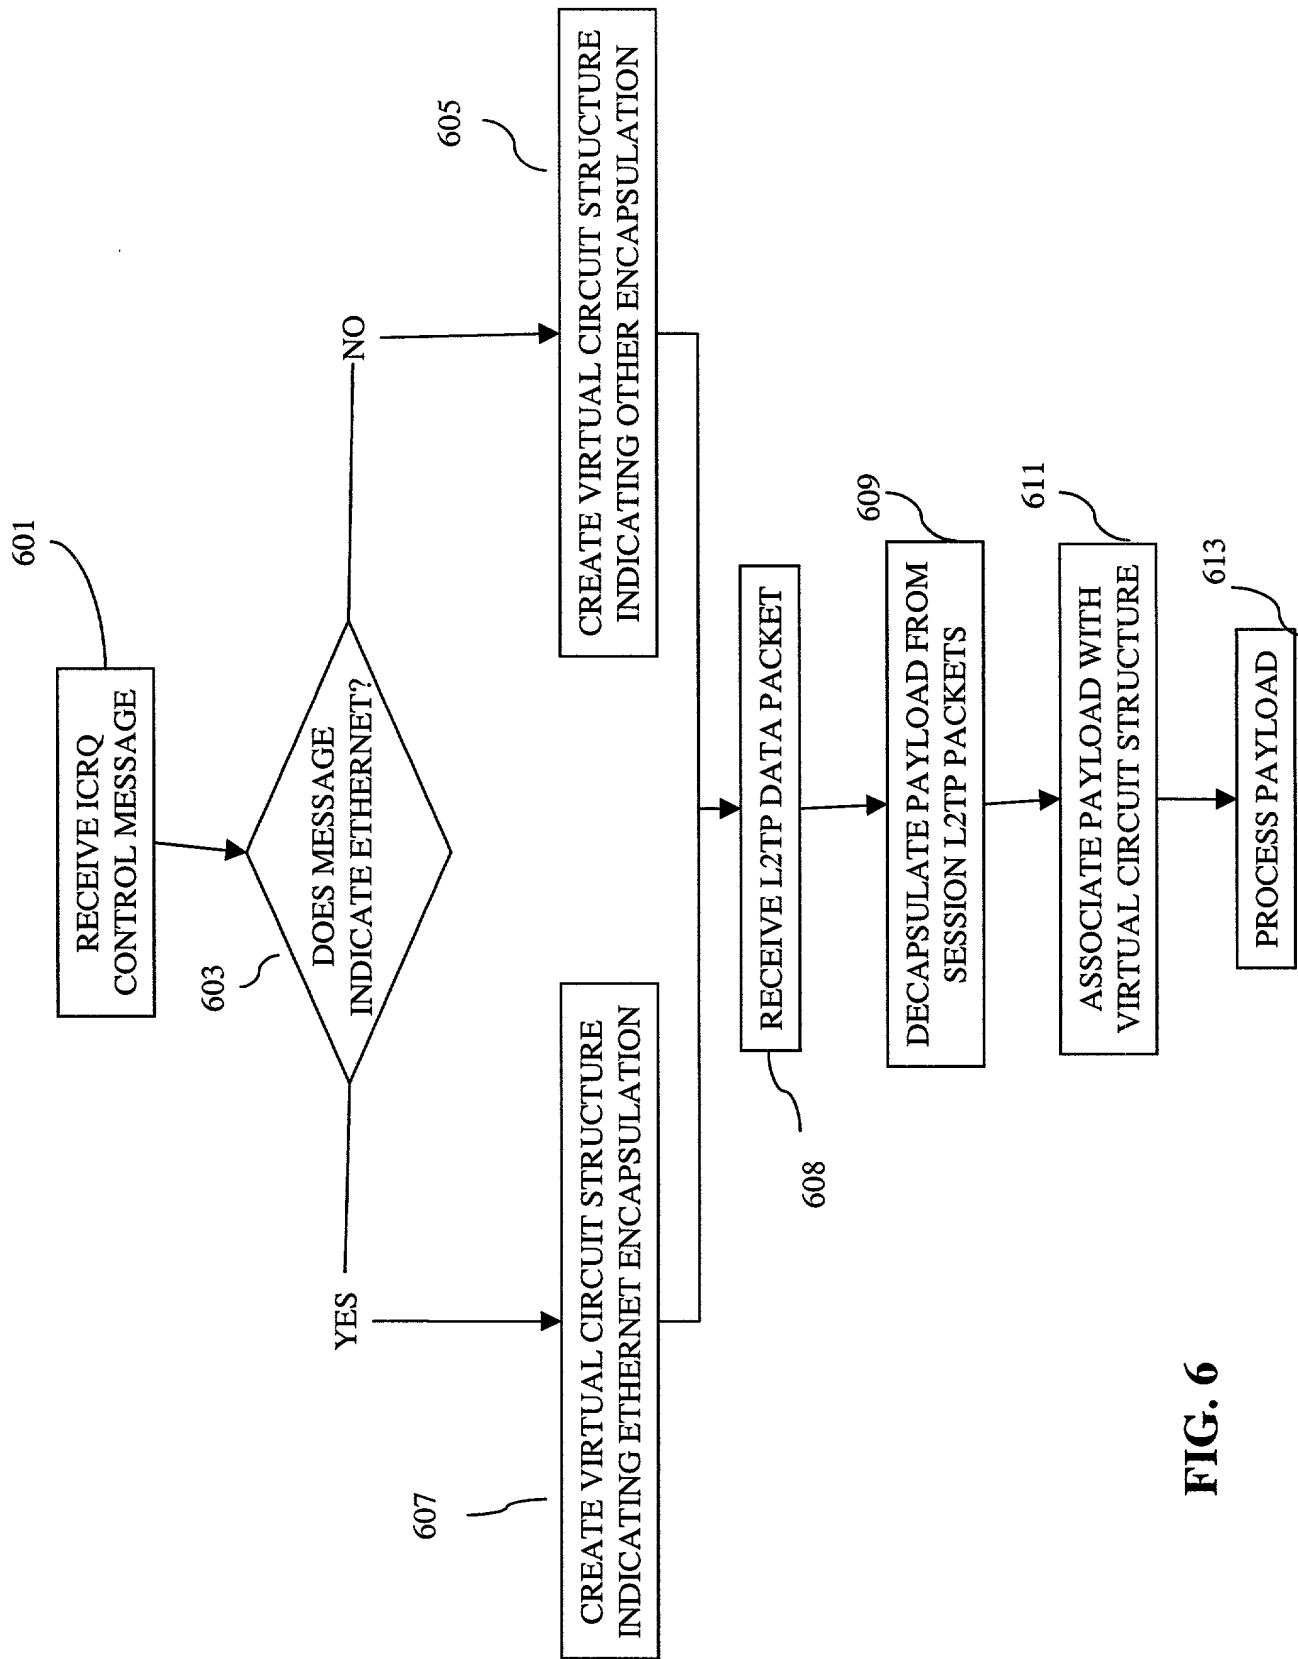 601
RECEIVE ICRQ
CONTROL MESSAGE
603
DOES MESSAGE
INDICATE ETHERNET?
YES
NO
607
CREATE VIRTUAL CIRCUIT STRUCTURE
INDICATING ETHERNET ENCAPSULATION
605
CREATE VIRTUAL CIRCUIT STRUCTURE
INDICATING OTHER ENCAPSULATION
608
RECEIVE L2TP DATA PACKET
609
DECAPSULATE PAYLOAD FROM
SESSION L2TP PACKETS
611
ASSOCIATE PAYLOAD WITH
VIRTUAL CIRCUIT STRUCTURE
613
PROCESS PAYLOAD
FIG. 6